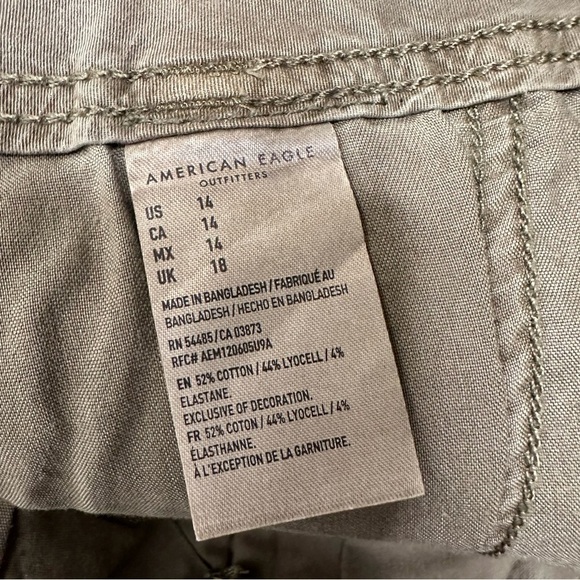 AMERICAN EAGLE
OUTFITTERS
US 14
CA 14
MX 14
UK 18
MADE IN BANGLADESH / FABRIQUÉ AU
BANGLADESH / HECHO EN BANGLADESH
RN 54485 / CA 03873
RFC# AEM120605U9A
EN 52% COTTON / 44% LYOCELL / 4%
ELASTANE.
EXCLUSIVE OF DECORATION.
FR 52% COTON / 44% LYOCELL / 4%
ÉLASTHANNE.
À L'EXCEPTION DE LA GARNITURE.